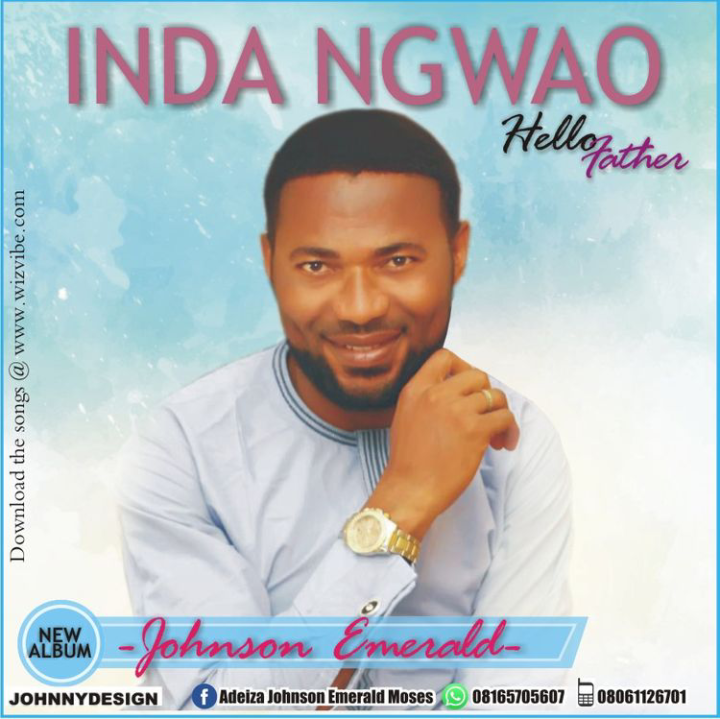 INDA NGWAO
Hello Father
Download the songs @ www.wizvibe.com
NEW
ALBUM
-Johnson Emerald-
JOHNNYDESIGN
Adeiza Johnson Emerald Moses 08165705607 08061126701